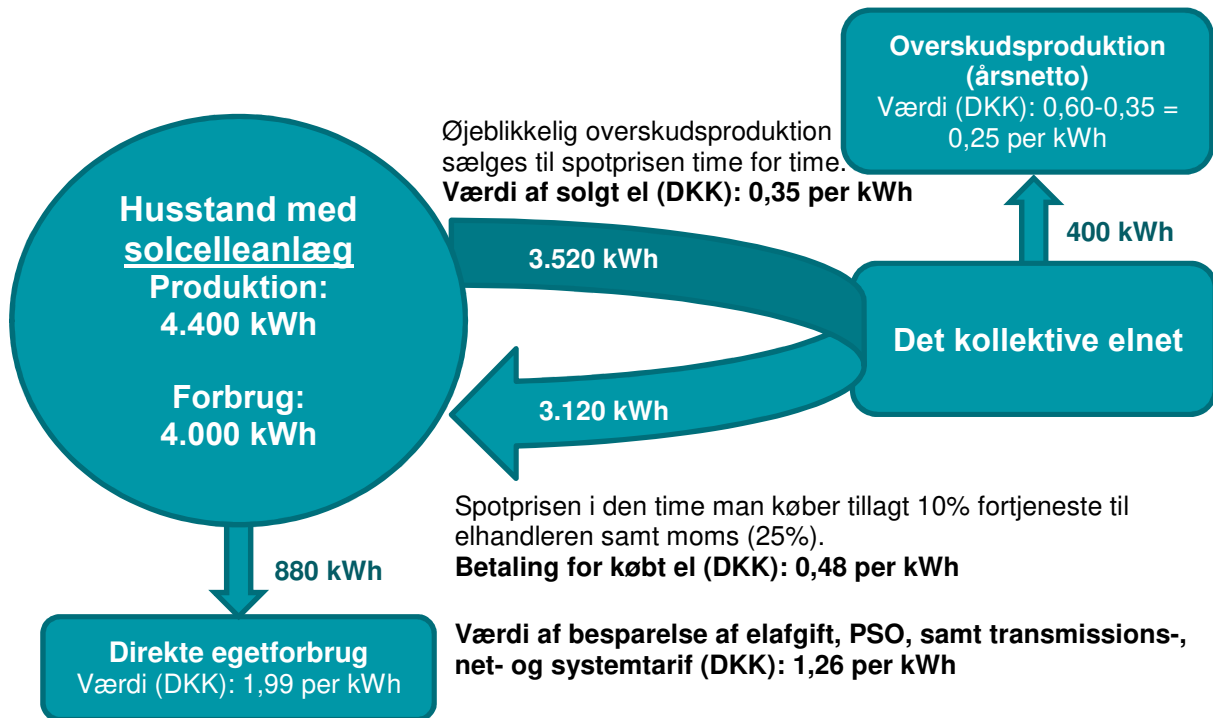 Overskudsproduktion
(årsnetto)
Værdi (DKK): 0,60-0,35 =
0,25 per kWh
Øjeblikkelig overskudsproduktion
sælges til spotprisen time for time.
Værdi af solgt el (DKK): 0,35 per kWh
400 kWh
Husstand med
solcelleanlæg
Produktion:
4.400 kWh
Forbrug:
4.000 kWh
3.520 kWh
Det kollektive elnet
3.120 kWh
Spotprisen i den time man køber tillagt 10% fortjeneste til
elhandleren samt moms (25%).
Betaling for købt el (DKK): 0,48 per kWh
880 kWh
Direkte egetforbrug
Værdi (DKK): 1,99 per kWh
Værdi af besparelse af elafgift, PSO, samt transmissions-,
net- og systemtarif (DKK): 1,26 per kWh